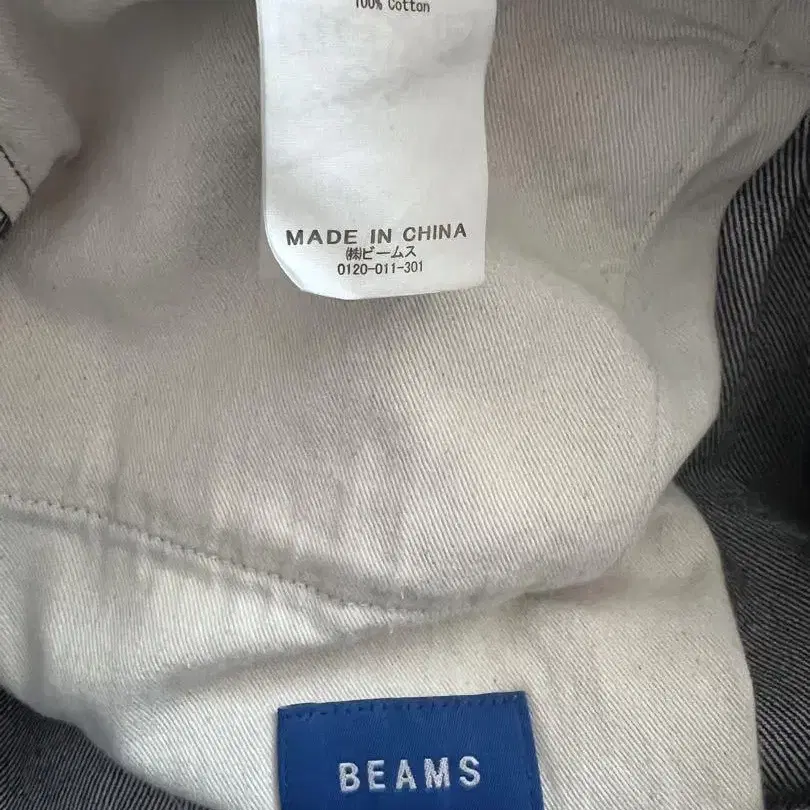 100% Cotton
MADE IN CHINA
㈱ビームス
0120-011-301
BEAMS